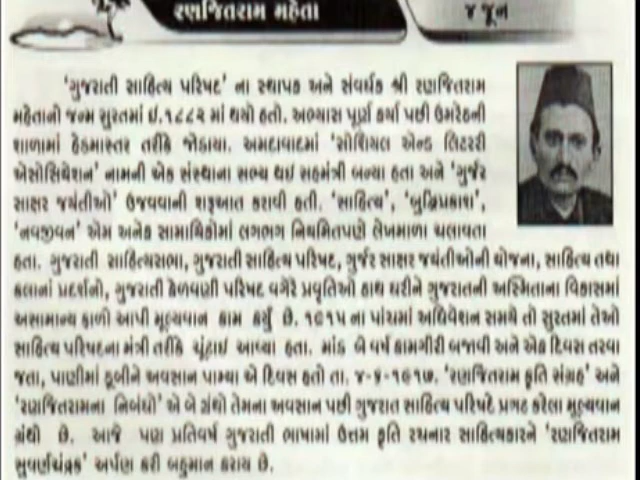 રણજિતરામ મહેતા
૪ જૂન
‘ગુજરાતી સાહિત્ય પરિષદ’ ના સ્થાપક અને સંવર્ધક શ્રી રણજિતરામ
મહેતાનો જન્મ સુરતમાં ઇ.૧૮૮૨ માં થયો હતો. અભ્યાસ પૂર્ણ કર્યા પછી ઉમરેઠની
શાળામાં હેડમાસ્તર તરીકે જોડાયા. અમદાવાદમાં ‘સોશિયલ એન્ડ લિટરરી
એસોસિયેશન’ નામની એક સંસ્થાના સભ્ય થઇ સહમંત્રી બન્યા હતા અને ‘ગુર્જર
સાક્ષર જયંતીઓ’ ઉજવવાની શરૂઆત કરાવી હતી. ‘સાહિત્ય’, ‘બુધ્ધિપ્રકાશ’,
‘નવજીવન’ એમ અનેક સામાયિકોમાં લગભગ નિયમિતપણે લેખમાળા ચલાવતા
હતા. ગુજરાતી સાહિત્યસભા, ગુજરાતી સાહિત્ય પરિષદ, ગુર્જર સાક્ષર જયંતીઓની યોજના, સાહિત્ય તથા
કલાનાં પ્રદર્શનો, ગુજરાતી કેળવણી પરિષદ વગેરે પ્રવૃતિઓ હાથ ધરીને ગુજરાતની અસ્મિતાના વિકાસમાં
અસામાન્ય ફાળો આપી મૂલ્યવાન કામ કર્યું છે. ૧૯૧૫ ના પાંચમાં અધિવેશન સમયે તો સુરતમાં તેઓ
સાહિત્ય પરિષદના મંત્રી તરીકે ચૂંટાઇ આવ્યા હતા. માંડ બે વર્ષ કામગીરી બજાવી અને એક દિવસ તરવા
જતા, પાણીમાં ડૂબીને અવસાન પામ્યા એ દિવસ હતો તા. ૪-૬-૧૯૧૭. ‘રણજિતરામ કૃતિ સંગ્રહ’ અને
‘રણજિતરામના નિબંધો’ એ બે ગ્રંથો તેમના અવસાન પછી ગુજરાત સાહિત્ય પરિષદે પ્રગટ કરેલા મૂલ્યવાન
ગ્રંથો છે. આજે પણ પ્રતિવર્ષ ગુજરાતી ભાષામાં ઉત્તમ કૃતિ રચનાર સાહિત્યકારને ‘રણજિતરામ
સુવર્ણચંદ્રક’ અર્પણ કરી બહુમાન કરાય છે.